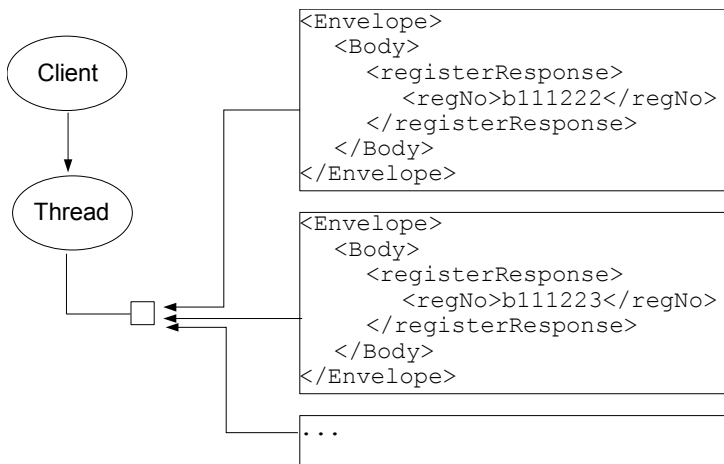 Client
Thread
<Envelope>
<Body>
<registerResponse>
<regNo>b111222</regNo>
</registerResponse>
</Body>
</Envelope>
<Envelope>
<Body>
<registerResponse>
<regNo>b111223</regNo>
</registerResponse>
</Body>
</Envelope>
...